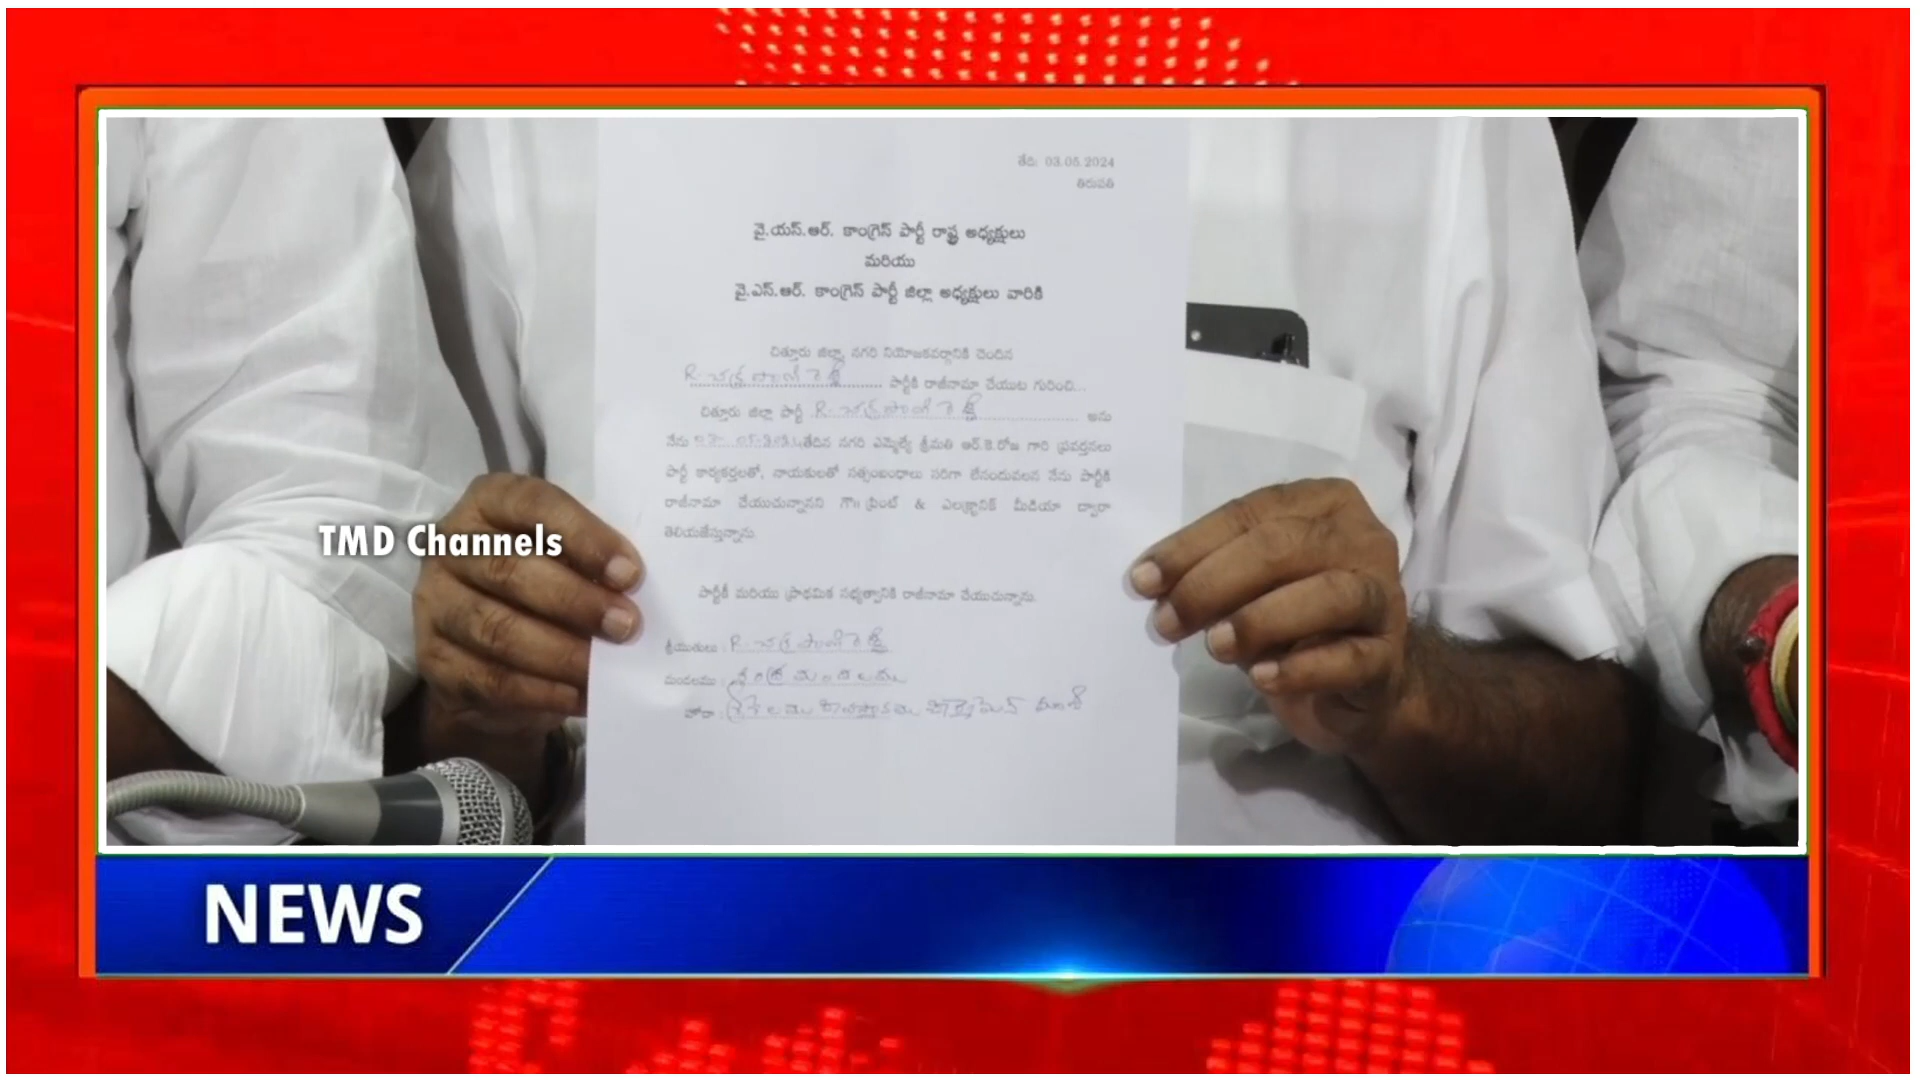 తేది: 03.05.2024
తిరుపతి
వై.యస్.ఆర్. కాంగ్రెస్ పార్టీ రాష్ట్ర అధ్యక్షులు
మరియు
వై.ఎస్.ఆర్. కాంగ్రెస్ పార్టీ జిల్లా అధ్యక్షులు వారికి
చిత్తూరు జిల్లా, నగరి నియోజకవర్గానికి చెందిన
R. పార్టీకి రాజీనామా చేయుట గురించి...
చిత్తూరు జిల్లా పార్టీ R. అను
నేను తేదిన నగరి ఎమ్మెల్యే శ్రీమతి ఆర్.కె.రోజ గారి ప్రవర్తనలు
పార్టీ కార్యకర్తలతో, నాయకులతో సత్సంబంధాలు సరిగా లేనందువలన నేను పార్టీకి
రాజీనామా చేయుచున్నానని గౌ॥ ప్రింట్ & ఎలక్ట్రానిక్ మీడియా ద్వారా
తెలియజేస్తున్నాను.
పార్టీకీ మరియు ప్రాథమిక సభ్యత్వానికి రాజీనామా చేయుచున్నాను.
శ్రీయుతులు : R.
మండలము :
హోదా :
TMD Channels
NEWS